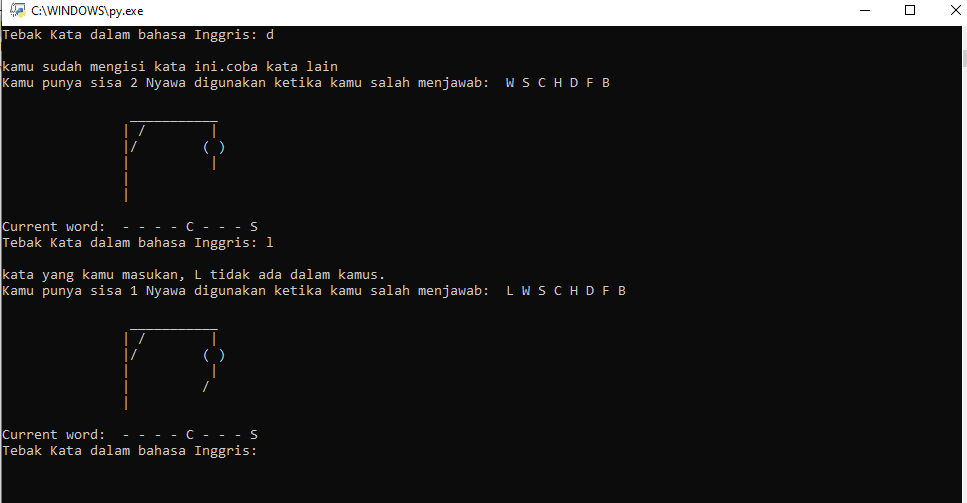 C:\WINDOWS\py.exe
Tebak Kata dalam bahasa Inggris: d
kamu sudah mengisi kata ini.coba kata lain
Kamu punya sisa 2 Nyawa digunakan ketika kamu salah menjawab:  W S C H D F B
 ___________
| /        |
|/        ( )
|          |
|
|
Current word:  - - - - C - - - S
Tebak Kata dalam bahasa Inggris: l
kata yang kamu masukan, L tidak ada dalam kamus.
Kamu punya sisa 1 Nyawa digunakan ketika kamu salah menjawab:  L W S C H D F B
 ___________
| /        |
|/        ( )
|          |
|         /
|
Current word:  - - - - C - - - S
Tebak Kata dalam bahasa Inggris: